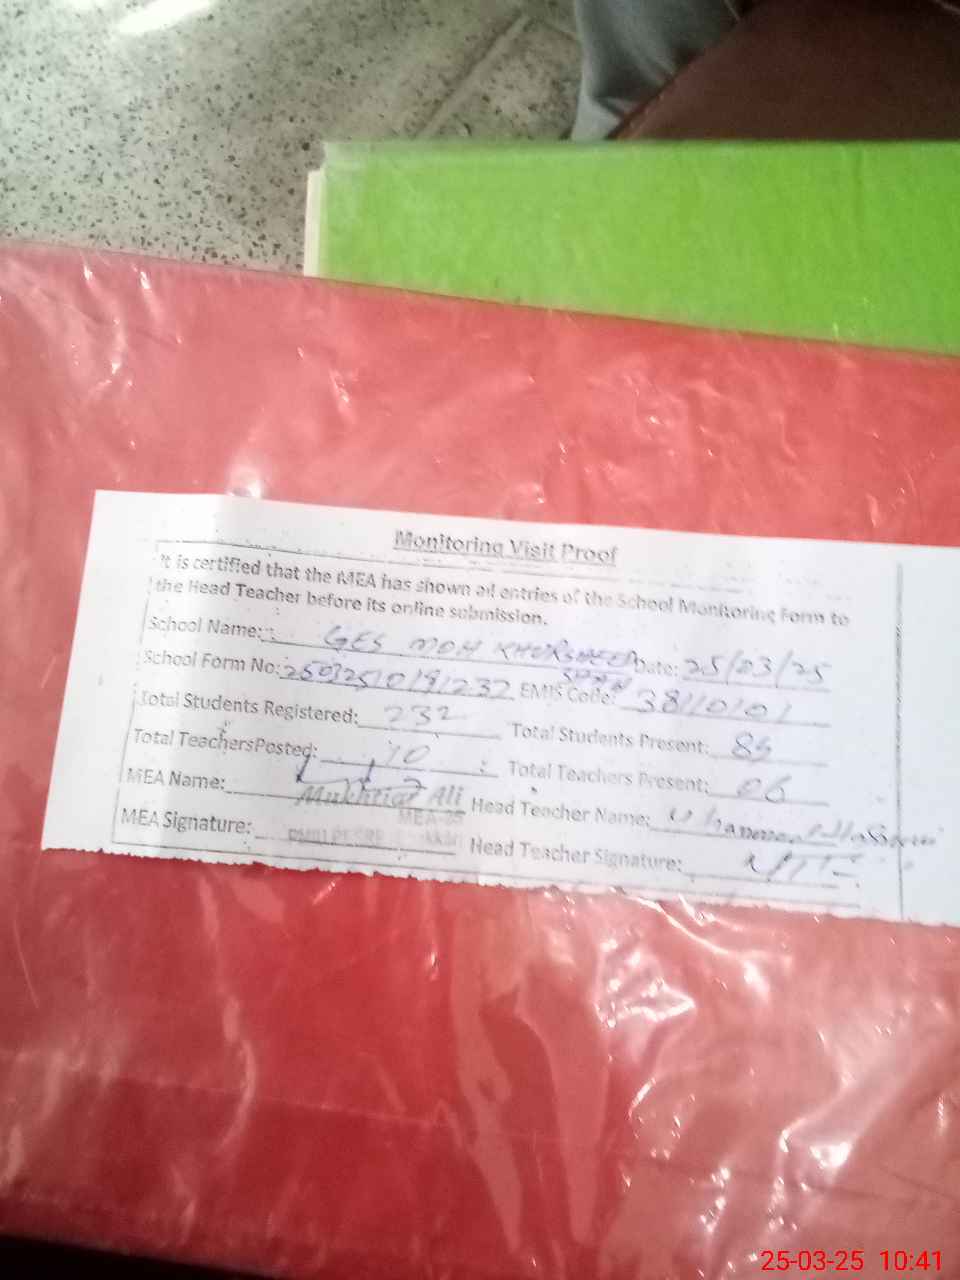 Monitoring Visit Proof
It is certified that the MEA has shown all entries of the School Monitoring Form to
the Head Teacher before its online submission.
School Name: GES MOH KHURSHEED Date: 25/03/25
School Form No: EMIS Code: 38110101
Total Students Registered: 232 Total Students Present: 85
Total TeachersPosted: 10 Total Teachers Present: 06
MEA Name: Mukhtiar Ali Head Teacher Name:
MEA Signature: Head Teacher Signature:
25-03-25 10:41